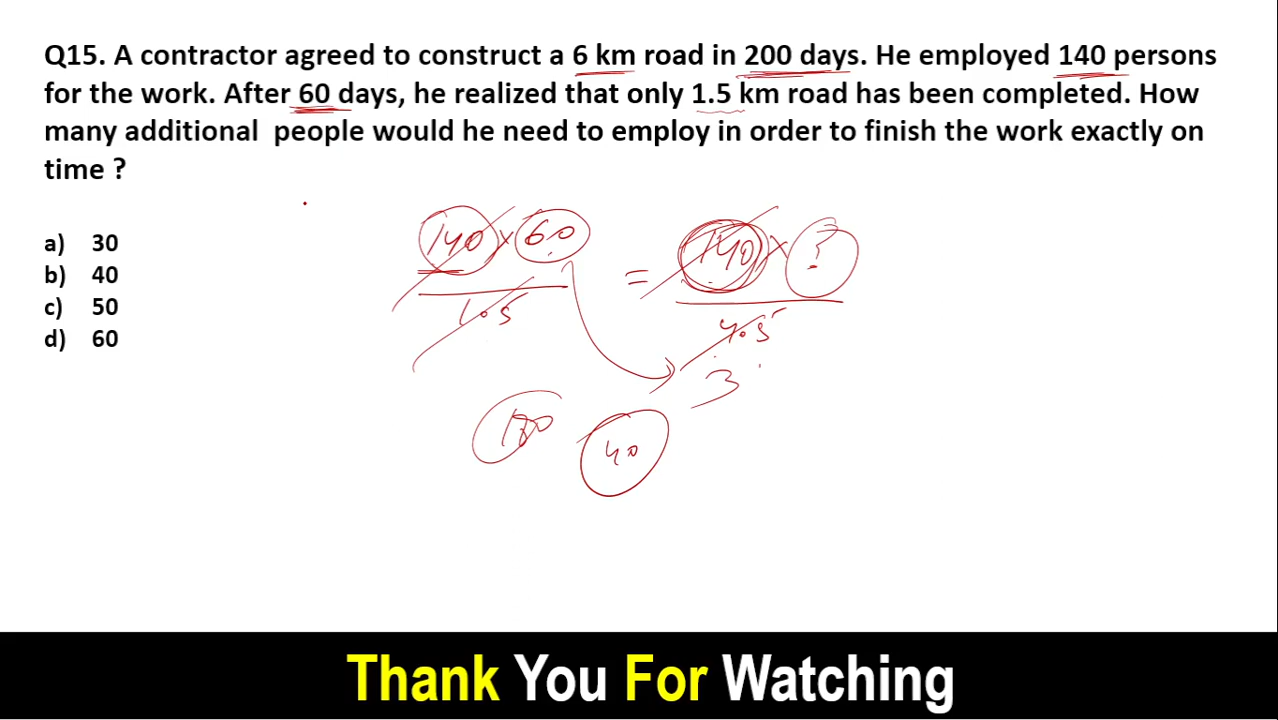 Q15. A contractor agreed to construct a 6 km road in 200 days. He employed 140 persons
for the work. After 60 days, he realized that only 1.5 km road has been completed. How
many additional people would he need to employ in order to finish the work exactly on
time ?
a) 30
b) 40
c) 50
d) 60
140 × 60 = 140 × ?
1.5 4.5
3
180 40
Thank You For Watching